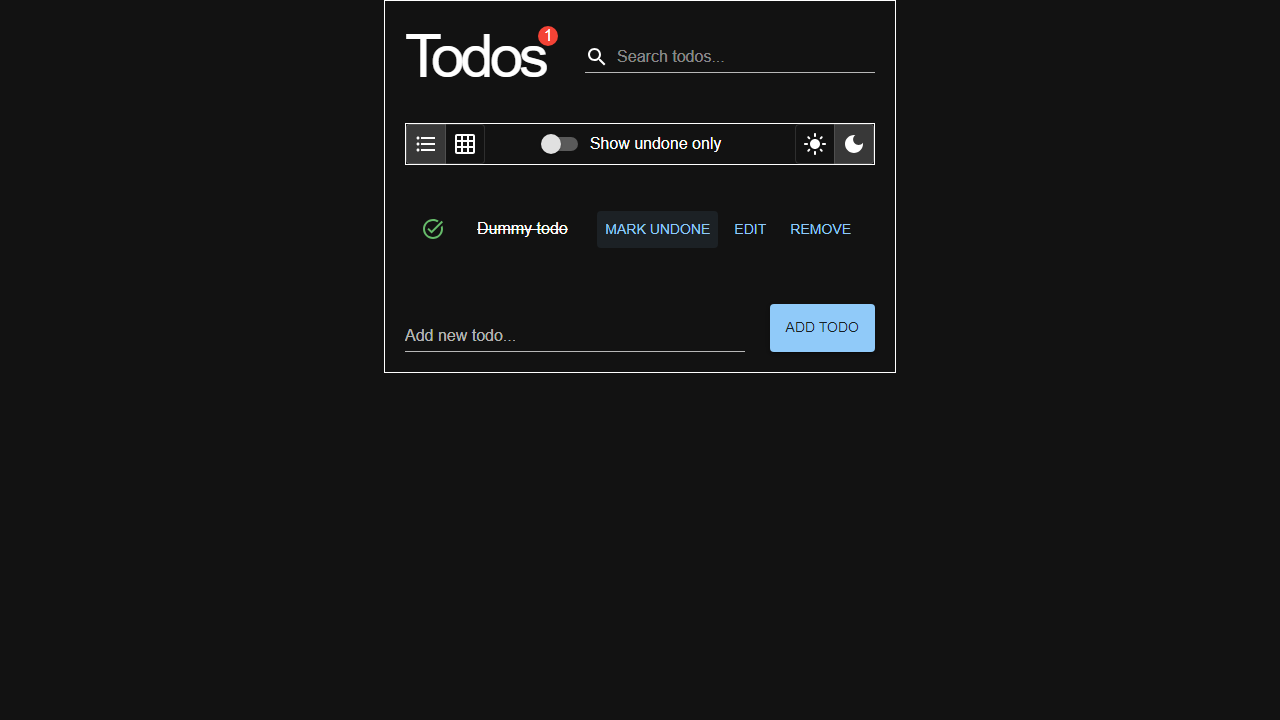 Todos 1
Search todos...
Show undone only
Dummy todo MARK UNDONE EDIT REMOVE
Add new todo... ADD TODO